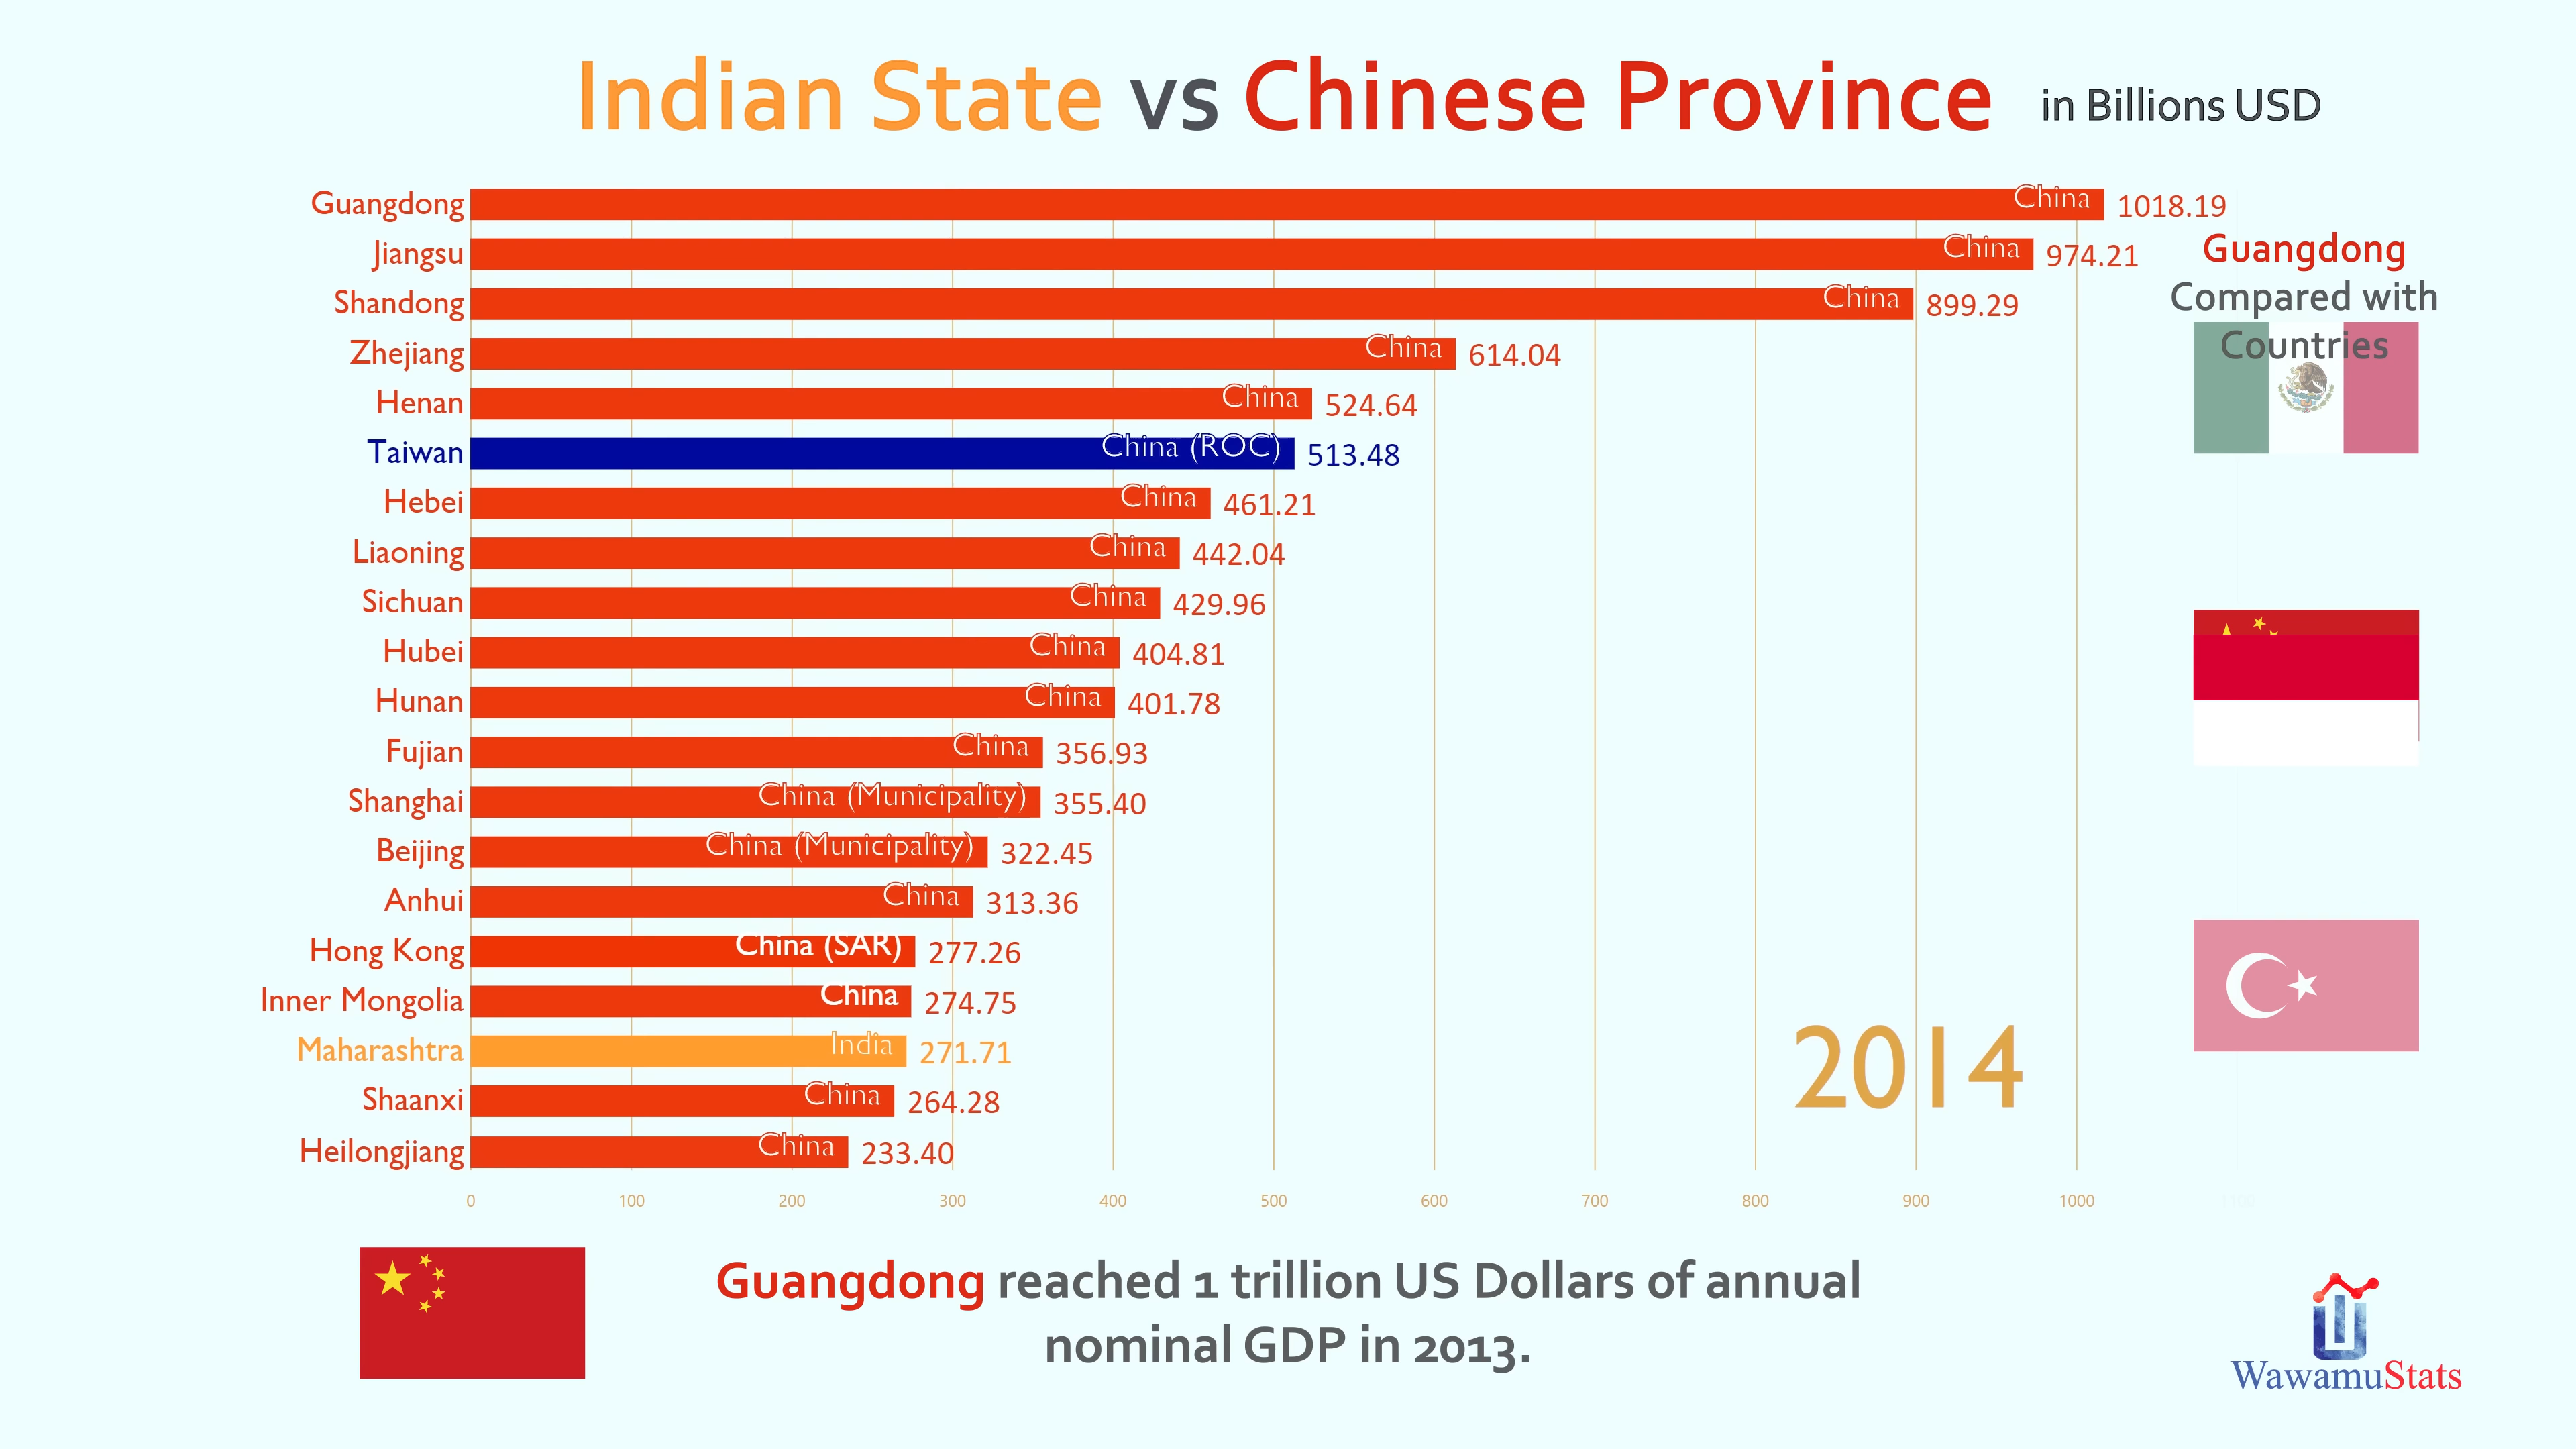 Indian State vs Chinese Province in Billions USD
Guangdong China 1018.19
Jiangsu China 974.21
Shandong China 899.29
Zhejiang China 614.04
Henan China 524.64
Taiwan China (ROC) 513.48
Hebei China 461.21
Liaoning China 442.04
Sichuan China 429.96
Hubei China 404.81
Hunan China 401.78
Fujian China 356.93
Shanghai China (Municipality) 355.40
Beijing China (Municipality) 322.45
Anhui China 313.36
Hong Kong China (SAR) 277.26
Inner Mongolia China 274.75
Maharashtra India 271.71
Shaanxi China 264.28
Heilongjiang China 233.40
0 100 200 300 400 500 600 700 800 900 1000 1100
2014
Guangdong
Compared with
Countries
Guangdong reached 1 trillion US Dollars of annual
nominal GDP in 2013.
WawamuStats